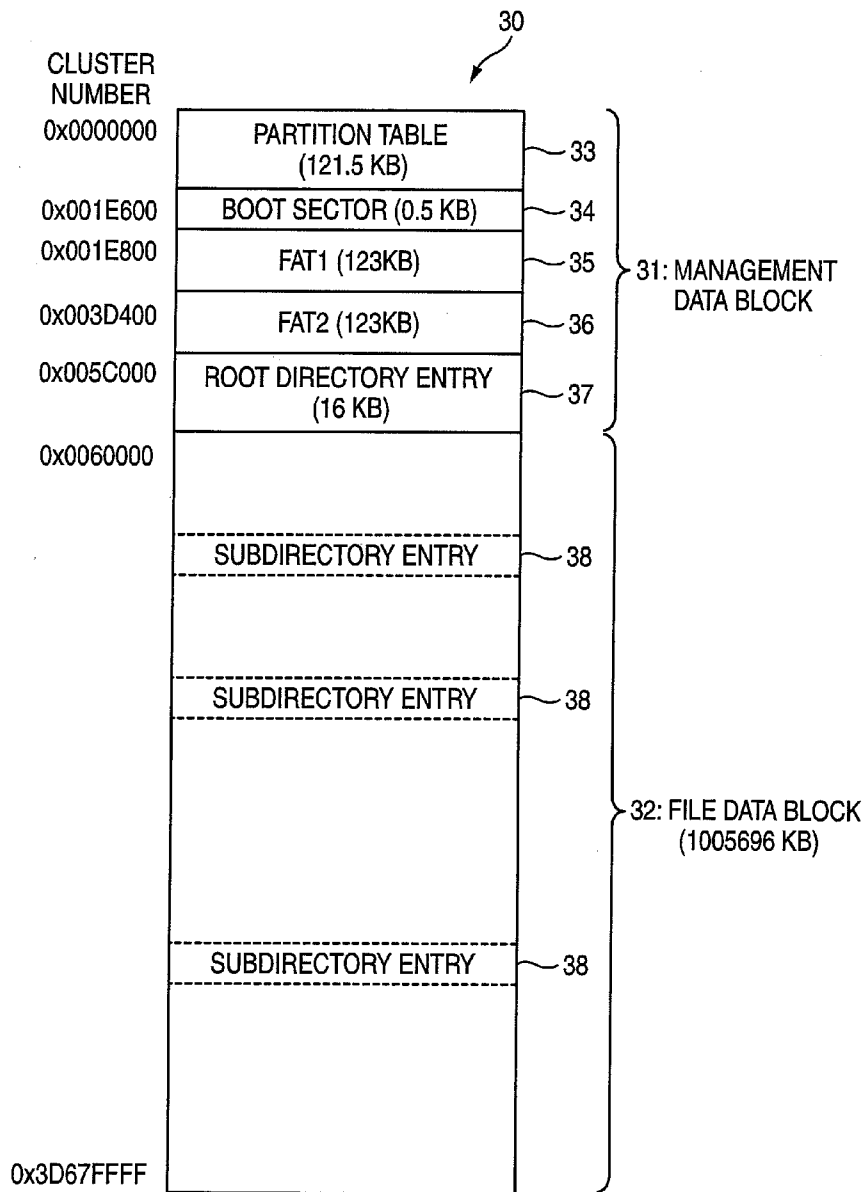 30
CLUSTER
NUMBER
0x0000000
PARTITION TABLE
(121.5 KB)
33
0x001E600
BOOT SECTOR (0.5 KB)
34
0x001E800
FAT1 (123KB)
35
31: MANAGEMENT
DATA BLOCK
0x003D400
FAT2 (123KB)
36
0x005C000
ROOT DIRECTORY ENTRY
(16 KB)
37
0x0060000
SUBDIRECTORY ENTRY
38
SUBDIRECTORY ENTRY
38
32: FILE DATA BLOCK
(1005696 KB)
SUBDIRECTORY ENTRY
38
0x3D67FFFF